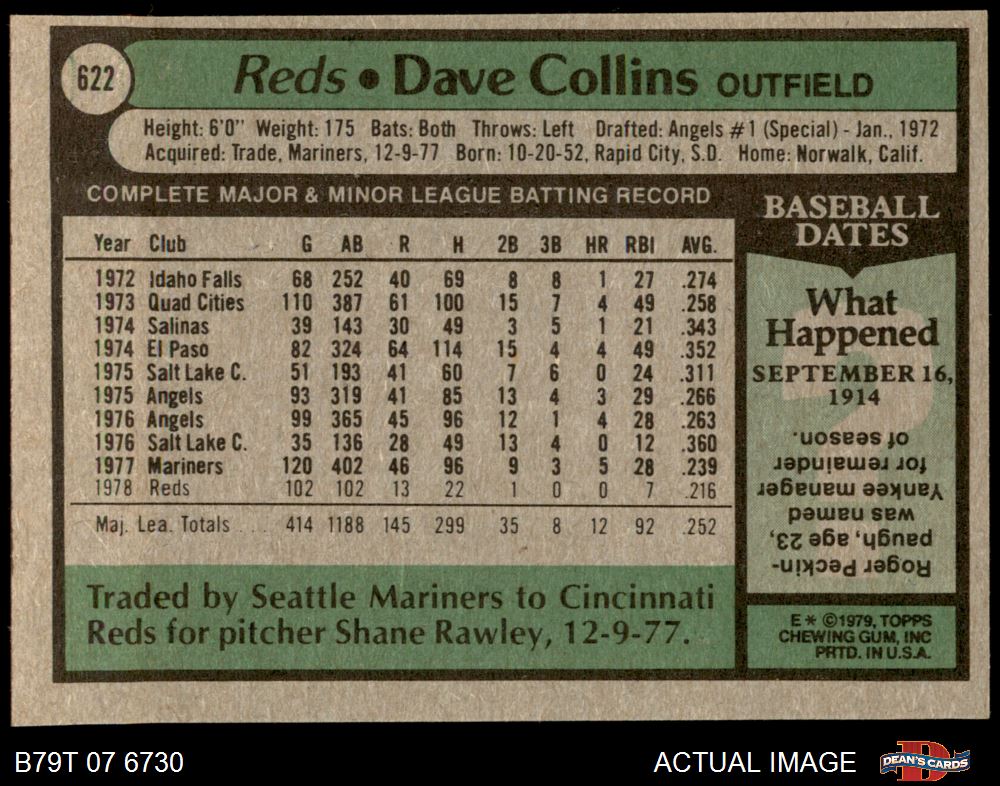 622
Reds • Dave Collins OUTFIELD
Height: 6'0" Weight: 175 Bats: Both Throws: Left Drafted: Angels #1 (Special) - Jan., 1972
Acquired: Trade, Mariners, 12-9-77 Born: 10-20-52, Rapid City, S.D. Home: Norwalk, Calif.
COMPLETE MAJOR & MINOR LEAGUE BATTING RECORD
Year Club G AB R H 2B 3B HR RBI AVG.
1972 Idaho Falls 68 252 40 69 8 8 1 27 .274
1973 Quad Cities 110 387 61 100 15 7 4 49 .258
1974 Salinas 39 143 30 49 3 5 1 21 .343
1974 El Paso 82 324 64 114 15 4 4 49 .352
1975 Salt Lake C. 51 193 41 60 7 6 0 24 .311
1975 Angels 93 319 41 85 13 4 3 29 .266
1976 Angels 99 365 45 96 12 1 4 28 .263
1976 Salt Lake C. 35 136 28 49 13 4 0 12 .360
1977 Mariners 120 402 46 96 9 3 5 28 .239
1978 Reds 102 102 13 22 1 0 0 7 .216
Maj. Lea. Totals . . . 414 1188 145 299 35 8 12 92 .252
Traded by Seattle Mariners to Cincinnati
Reds for pitcher Shane Rawley, 12-9-77.
BASEBALL
DATES
What
Happened
SEPTEMBER 16,
1914
Roger Peckin-
paugh, age 23,
was named
Yankee manager
for remainder
of season.
E * ©1979, TOPPS
CHEWING GUM, INC
PRTD. IN U.S.A.
B79T 07 6730
ACTUAL IMAGE
DEAN'S CARDS